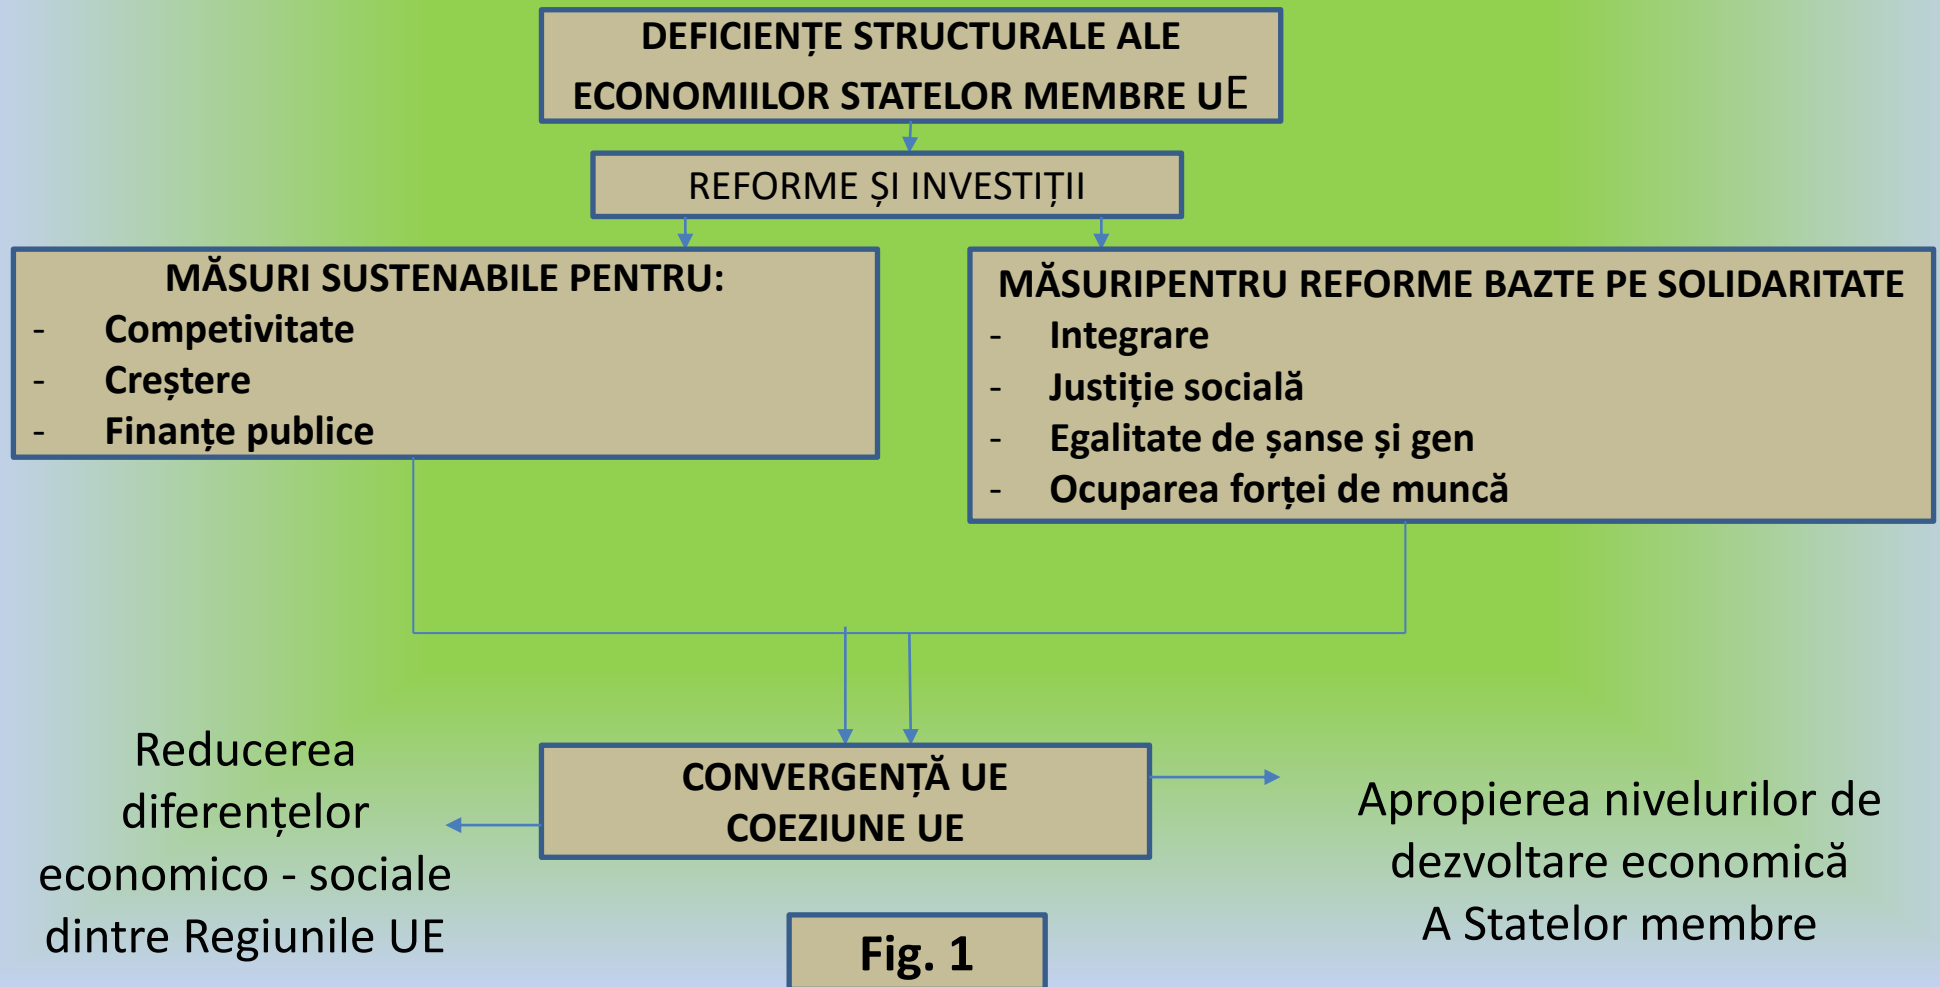 DEFICIENȚE STRUCTURALE ALE
ECONOMIILOR STATELOR MEMBRE UE
REFORME ȘI INVESTIȚII
MĂSURI SUSTENABILE PENTRU:
- Competivitate
- Creștere
- Finanțe publice
MĂSURIPENTRU REFORME BAZTE PE SOLIDARITATE
- Integrare
- Justiție socială
- Egalitate de șanse și gen
- Ocuparea forței de muncă
Reducerea
diferențelor
economico - sociale
dintre Regiunile UE
CONVERGENȚĂ UE
COEZIUNE UE
Apropierea nivelurilor de
dezvoltare economică
A Statelor membre
Fig. 1